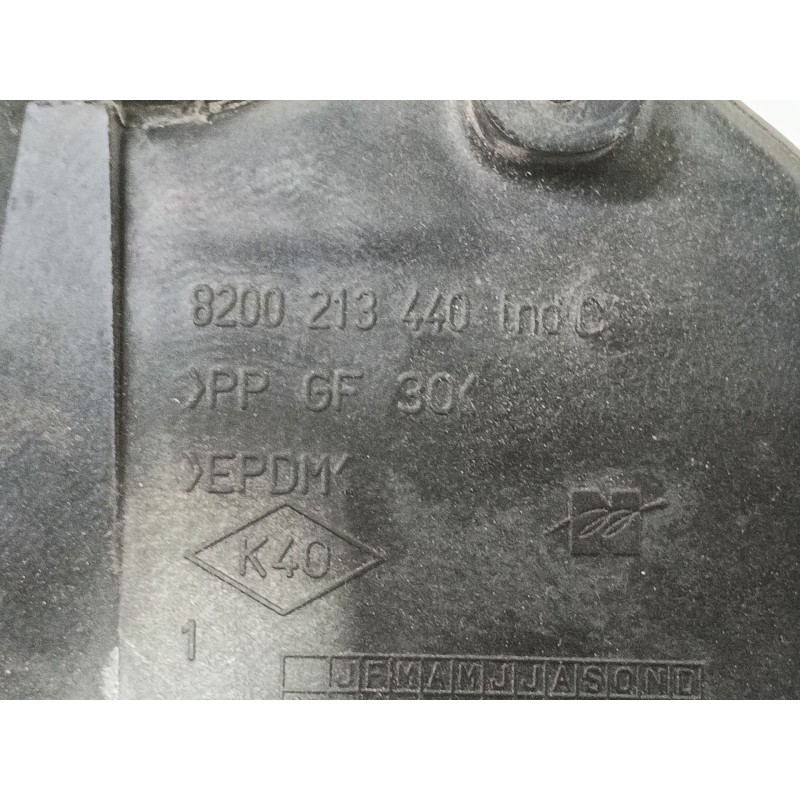 8200 213 440 Ind C
>PP GF 30<
>EPDM<
K40
1
J F M A M J J A S O N D